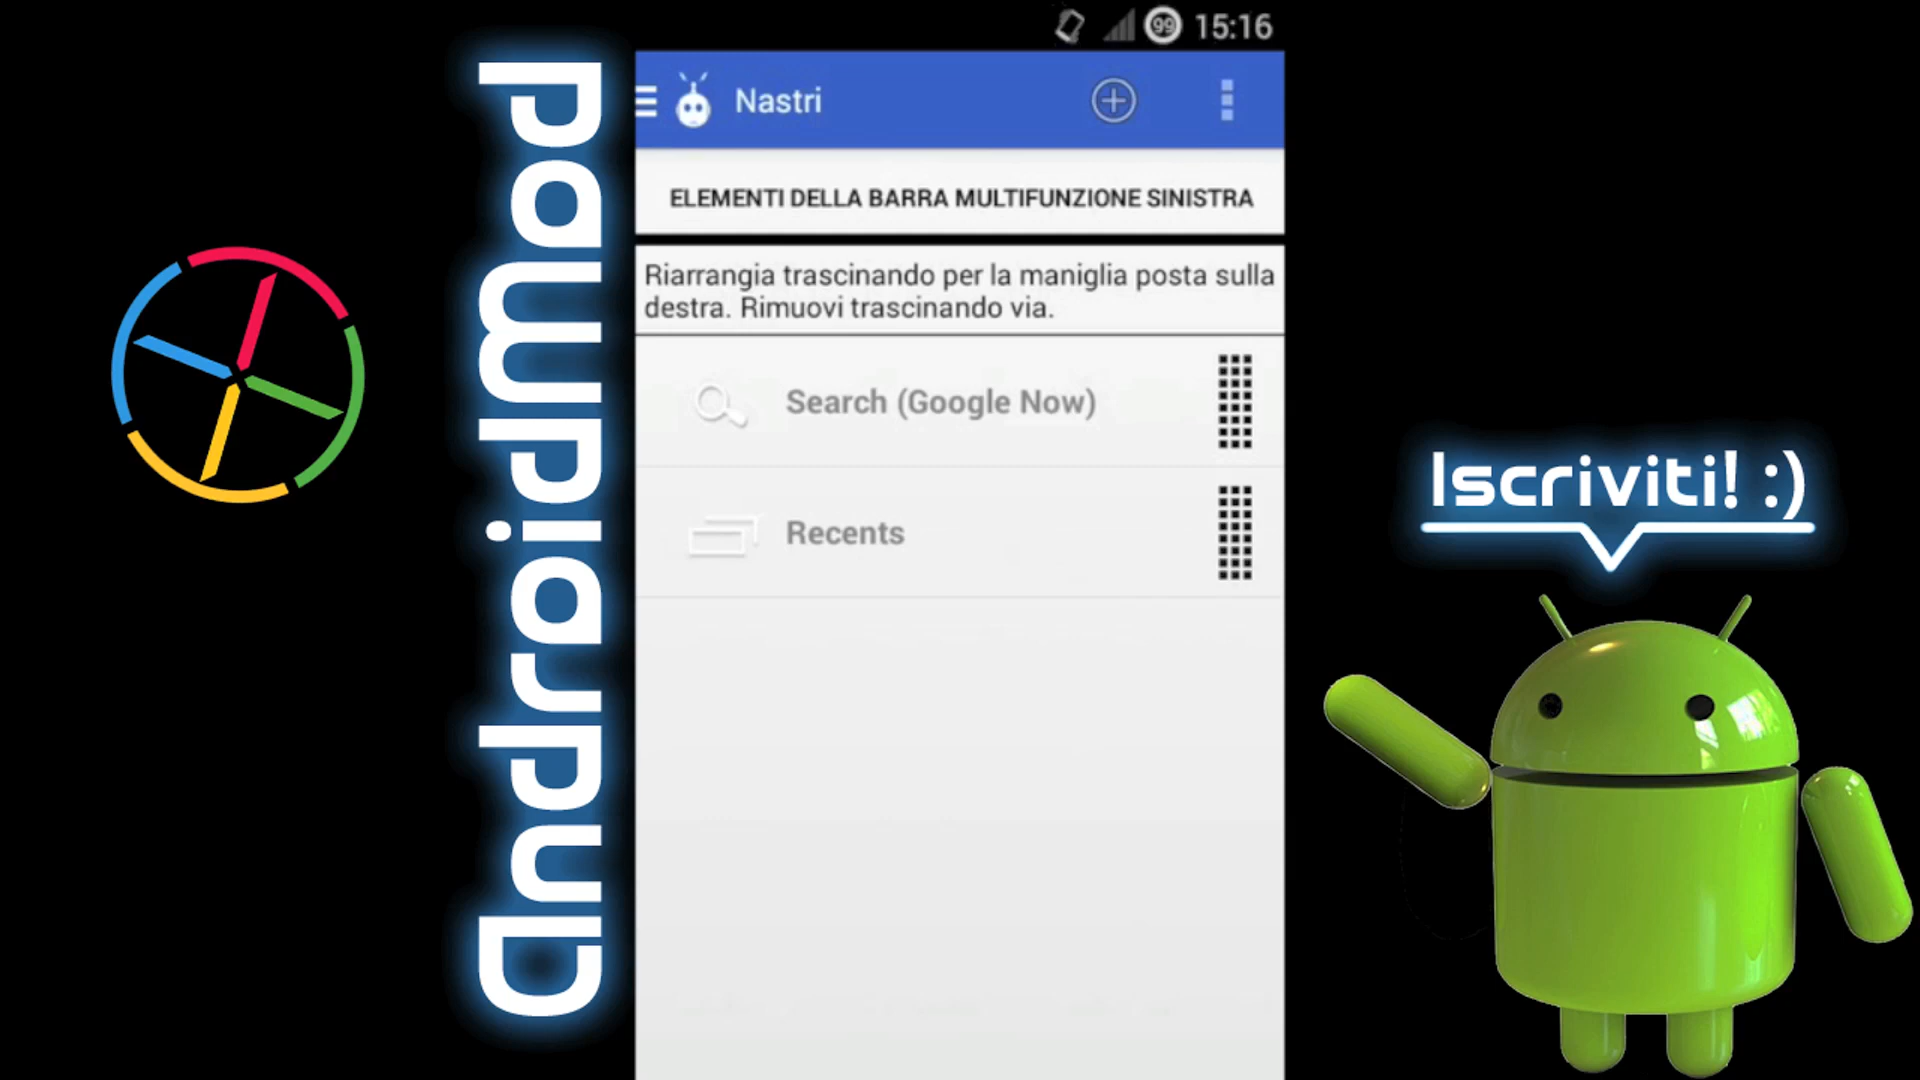 AndroidMod
99 15:16
Nastri
ELEMENTI DELLA BARRA MULTIFUNZIONE SINISTRA
Riarrangia trascinando per la maniglia posta sulla
destra. Rimuovi trascinando via.
Search (Google Now)
Recents
Iscriviti! :)